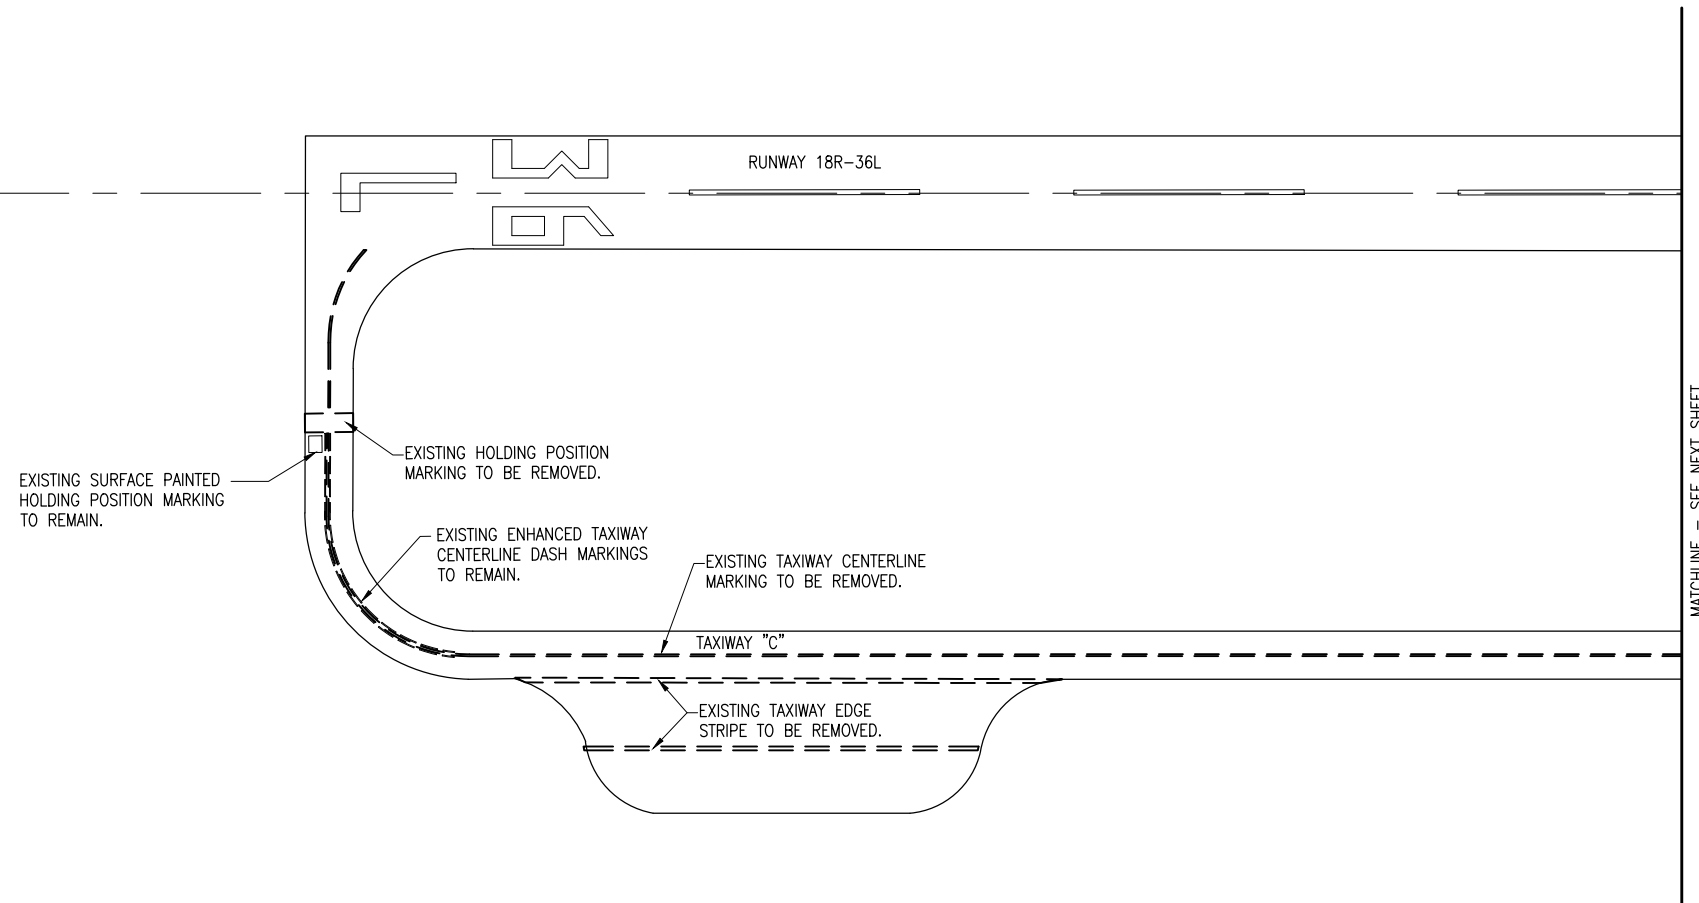 RUNWAY 18R-36L
36
L
EXISTING HOLDING POSITION
MARKING TO BE REMOVED.
EXISTING SURFACE PAINTED
HOLDING POSITION MARKING
TO REMAIN.
EXISTING ENHANCED TAXIWAY
CENTERLINE DASH MARKINGS
TO REMAIN.
EXISTING TAXIWAY CENTERLINE
MARKING TO BE REMOVED.
TAXIWAY "C"
EXISTING TAXIWAY EDGE
STRIPE TO BE REMOVED.
MATCHLINE - SEE NEXT SHEET